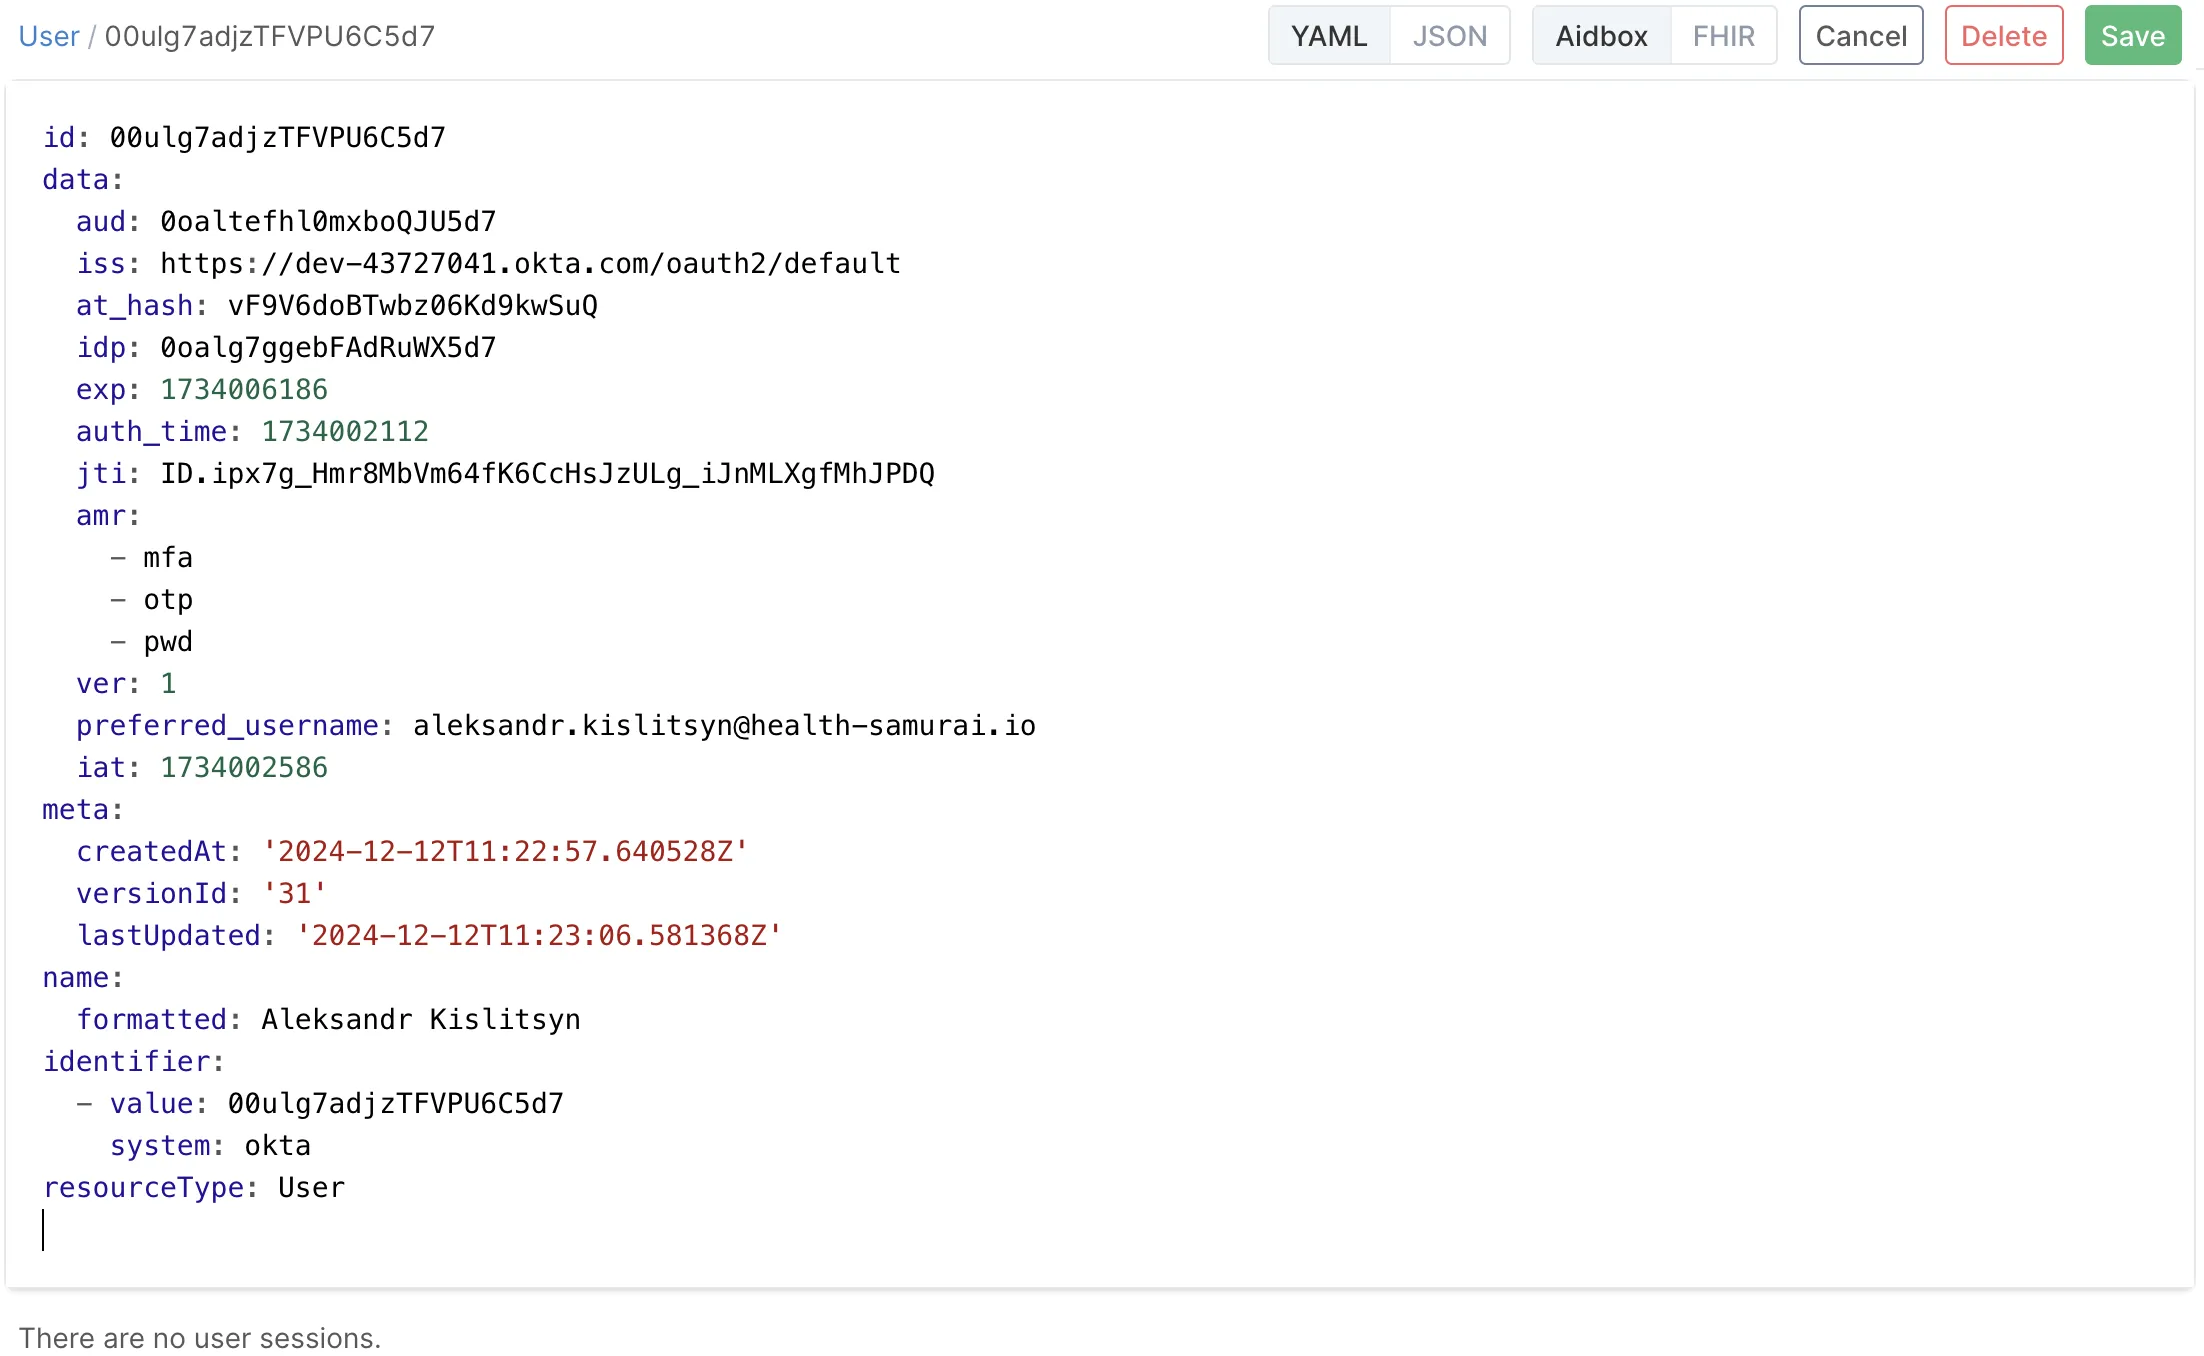 User / 00ulg7adjzTFVPU6C5d7 YAML JSON Aidbox FHIR Cancel Delete Save
id: 00ulg7adjzTFVPU6C5d7
data:
  aud: 0oaltefhl0mxboQJU5d7
  iss: https://dev-43727041.okta.com/oauth2/default
  at_hash: vF9V6doBTwbz06Kd9kwSuQ
  idp: 0oalg7ggebFAdRuWX5d7
  exp: 1734006186
  auth_time: 1734002112
  jti: ID.ipx7g_Hmr8MbVm64fK6CcHsJzULg_iJnMLXgfMhJPDQ
  amr:
    - mfa
    - otp
    - pwd
  ver: 1
  preferred_username: aleksandr.kislitsyn@health-samurai.io
  iat: 1734002586
meta:
  createdAt: '2024-12-12T11:22:57.640528Z'
  versionId: '31'
  lastUpdated: '2024-12-12T11:23:06.581368Z'
name:
  formatted: Aleksandr Kislitsyn
identifier:
  - value: 00ulg7adjzTFVPU6C5d7
    system: okta
resourceType: User
There are no user sessions.